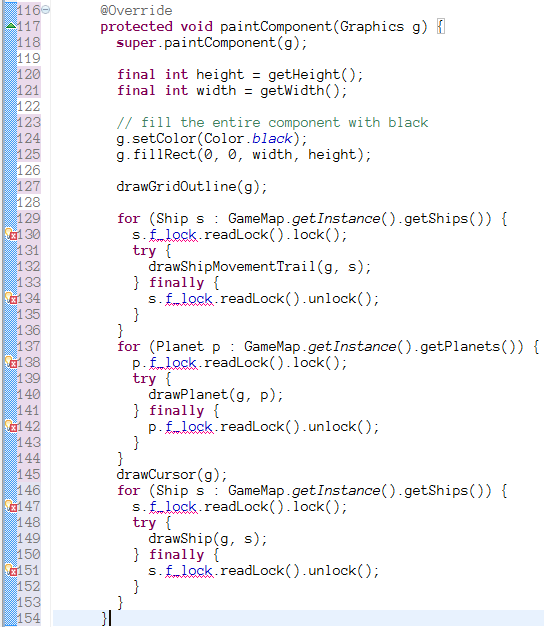 116 @Override
117 protected void paintComponent(Graphics g) {
118 super.paintComponent(g);
119
120 final int height = getHeight();
121 final int width = getWidth();
122
123 // fill the entire component with black
124 g.setColor(Color.black);
125 g.fillRect(0, 0, width, height);
126
127 drawGridOutline(g);
128
129 for (Ship s : GameMap.getInstance().getShips()) {
130 s.f_lock.readLock().lock();
131 try {
132 drawShipMovementTrail(g, s);
133 } finally {
134 s.f_lock.readLock().unlock();
135 }
136 }
137 for (Planet p : GameMap.getInstance().getPlanets()) {
138 p.f_lock.readLock().lock();
139 try {
140 drawPlanet(g, p);
141 } finally {
142 p.f_lock.readLock().unlock();
143 }
144 }
145 drawCursor(g);
146 for (Ship s : GameMap.getInstance().getShips()) {
147 s.f_lock.readLock().lock();
148 try {
149 drawShip(g, s);
150 } finally {
151 s.f_lock.readLock().unlock();
152 }
153 }
154 }